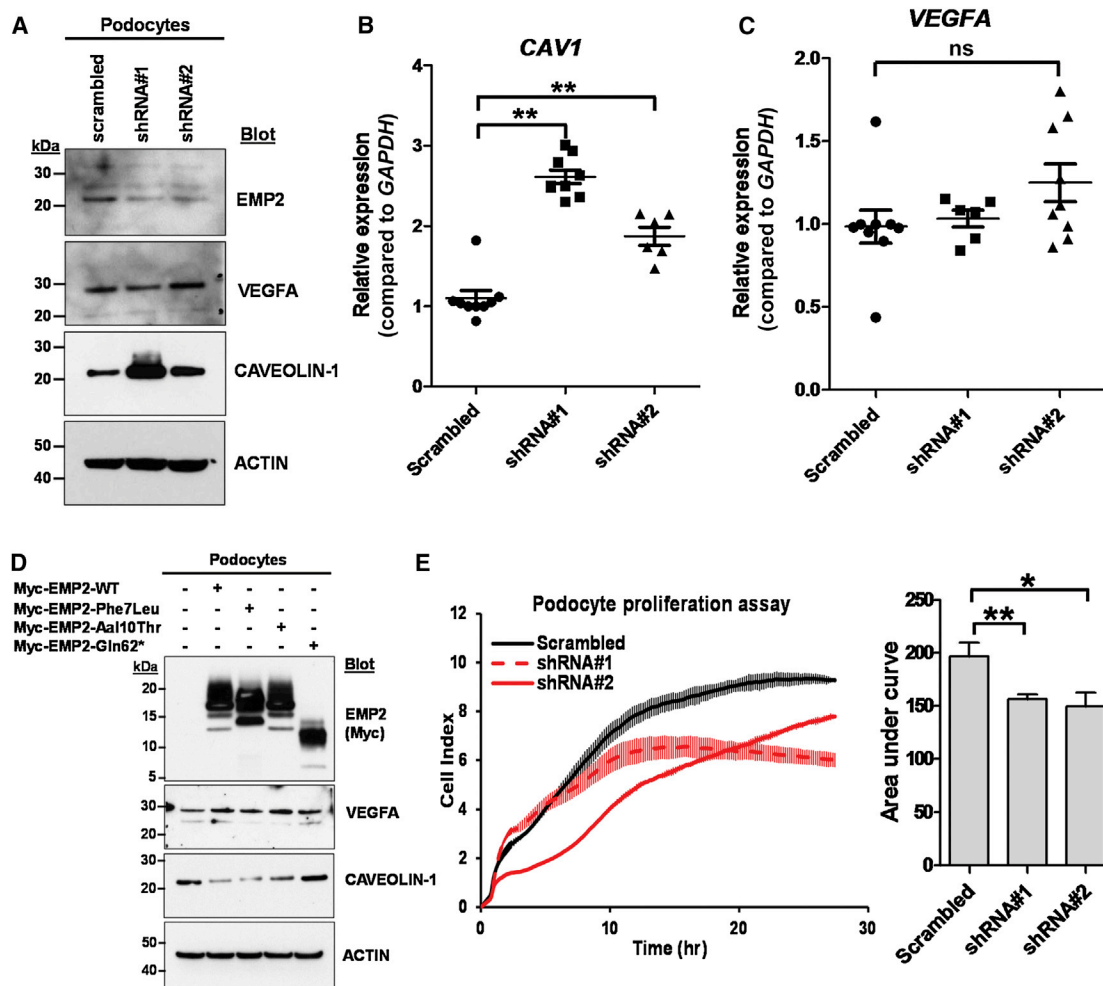 A
Podocytes
scrambled
shRNA#1
shRNA#2
kDa
Blot
30
20
EMP2
30
20
VEGFA
30
20
CAVEOLIN-1
50
40
ACTIN
B
CAV1
Relative expression
(compared to GAPDH)
4
3
2
1
0
**
**
Scrambled
shRNA#1
shRNA#2
C
VEGFA
Relative expression
(compared to GAPDH)
2.0
1.5
1.0
0.5
0.0
ns
Scrambled
shRNA#1
shRNA#2
D
Podocytes
Myc-EMP2-WT - + - - -
Myc-EMP2-Phe7Leu - - + - -
Myc-EMP2-Aal10Thr - - - + -
Myc-EMP2-Gln62* - - - - +
kDa
Blot
20
15
10
5
EMP2
(Myc)
30
20
VEGFA
30
20
CAVEOLIN-1
50
40
ACTIN
E
Podocyte proliferation assay
Scrambled
shRNA#1
shRNA#2
Cell Index
12
10
8
6
4
2
0
0 10 20 30
Time (hr)
Area under curve
250
200
150
100
50
0
*
**
Scrambled
shRNA#1
shRNA#2